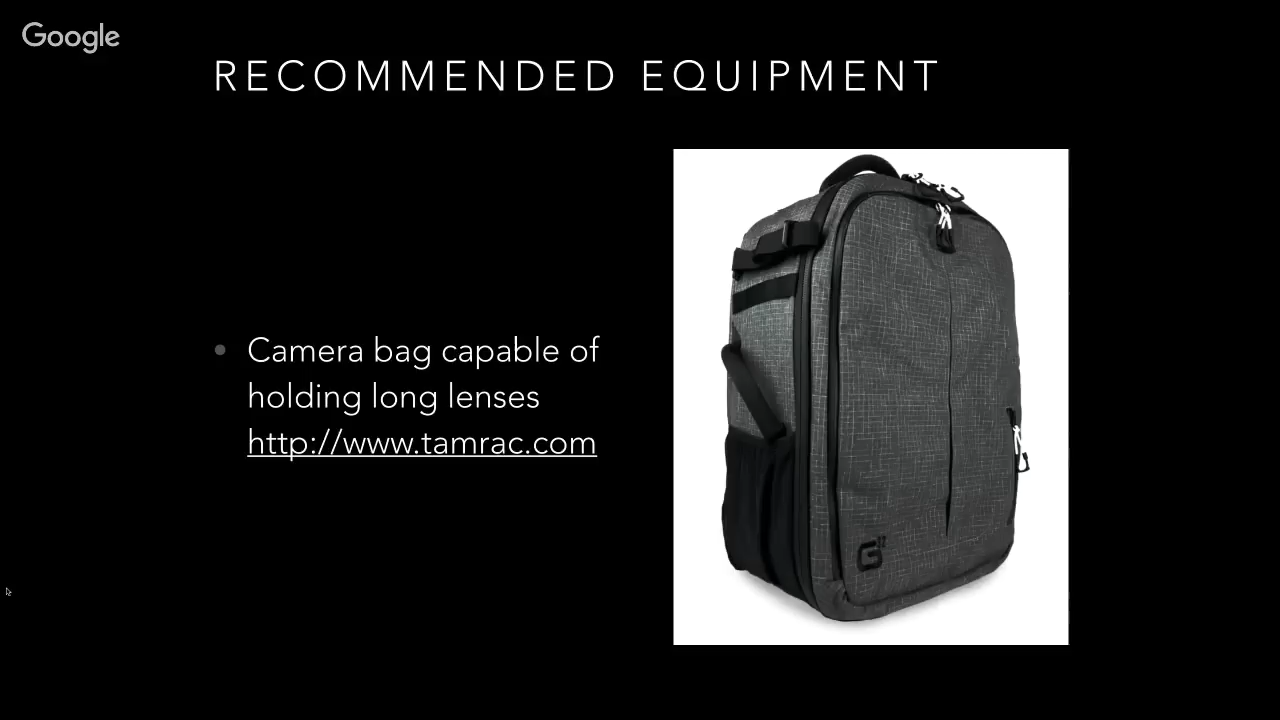 Google
RECOMMENDED EQUIPMENT
• Camera bag capable of
holding long lenses
http://www.tamrac.com
G